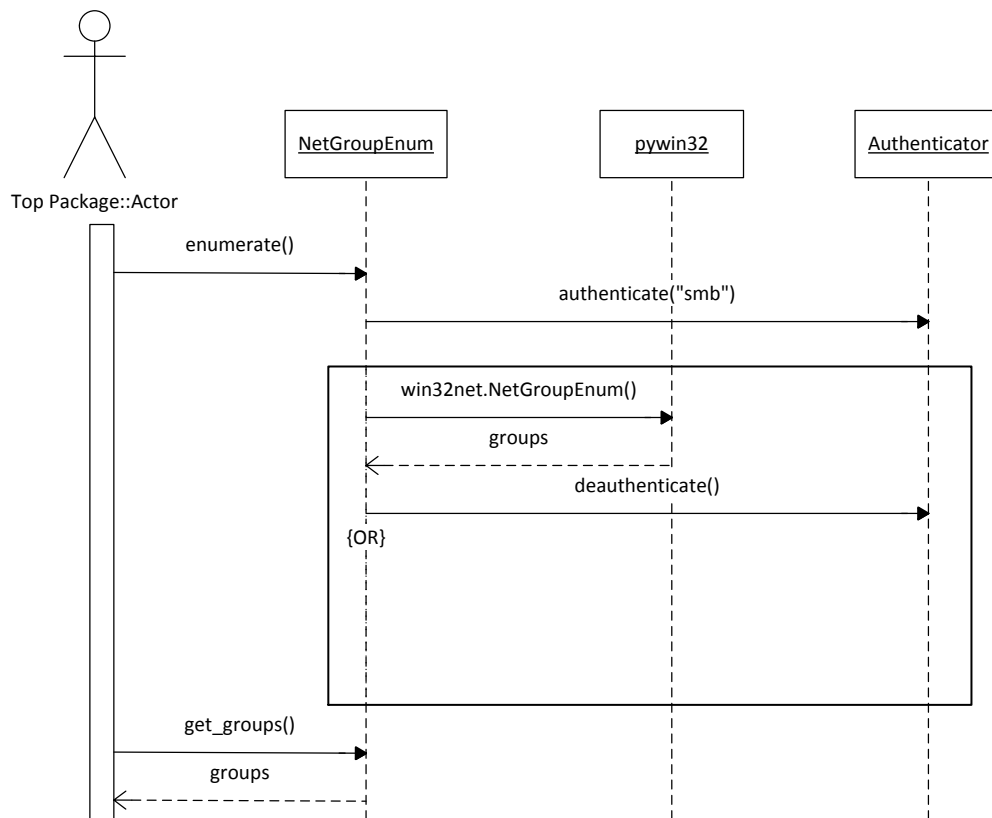 NetGroupEnum
pywin32
Authenticator
Top Package::Actor
enumerate()
authenticate("smb")
win32net.NetGroupEnum()
groups
deauthenticate()
{OR}
get_groups()
groups